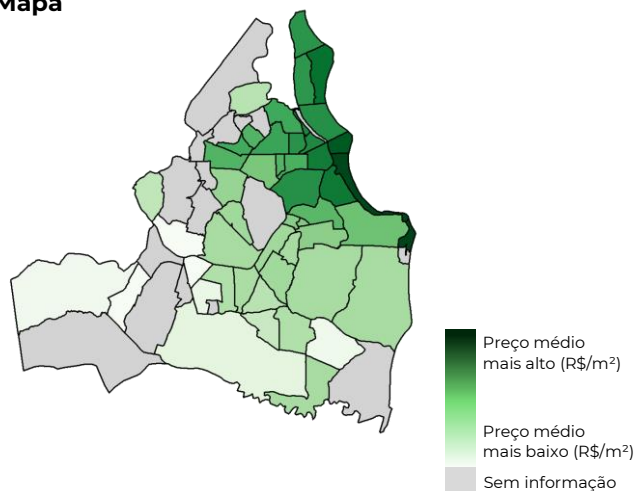 Mapa
Preço médio
mais alto (R$/m²)
Preço médio
mais baixo (R$/m²)
Sem informação